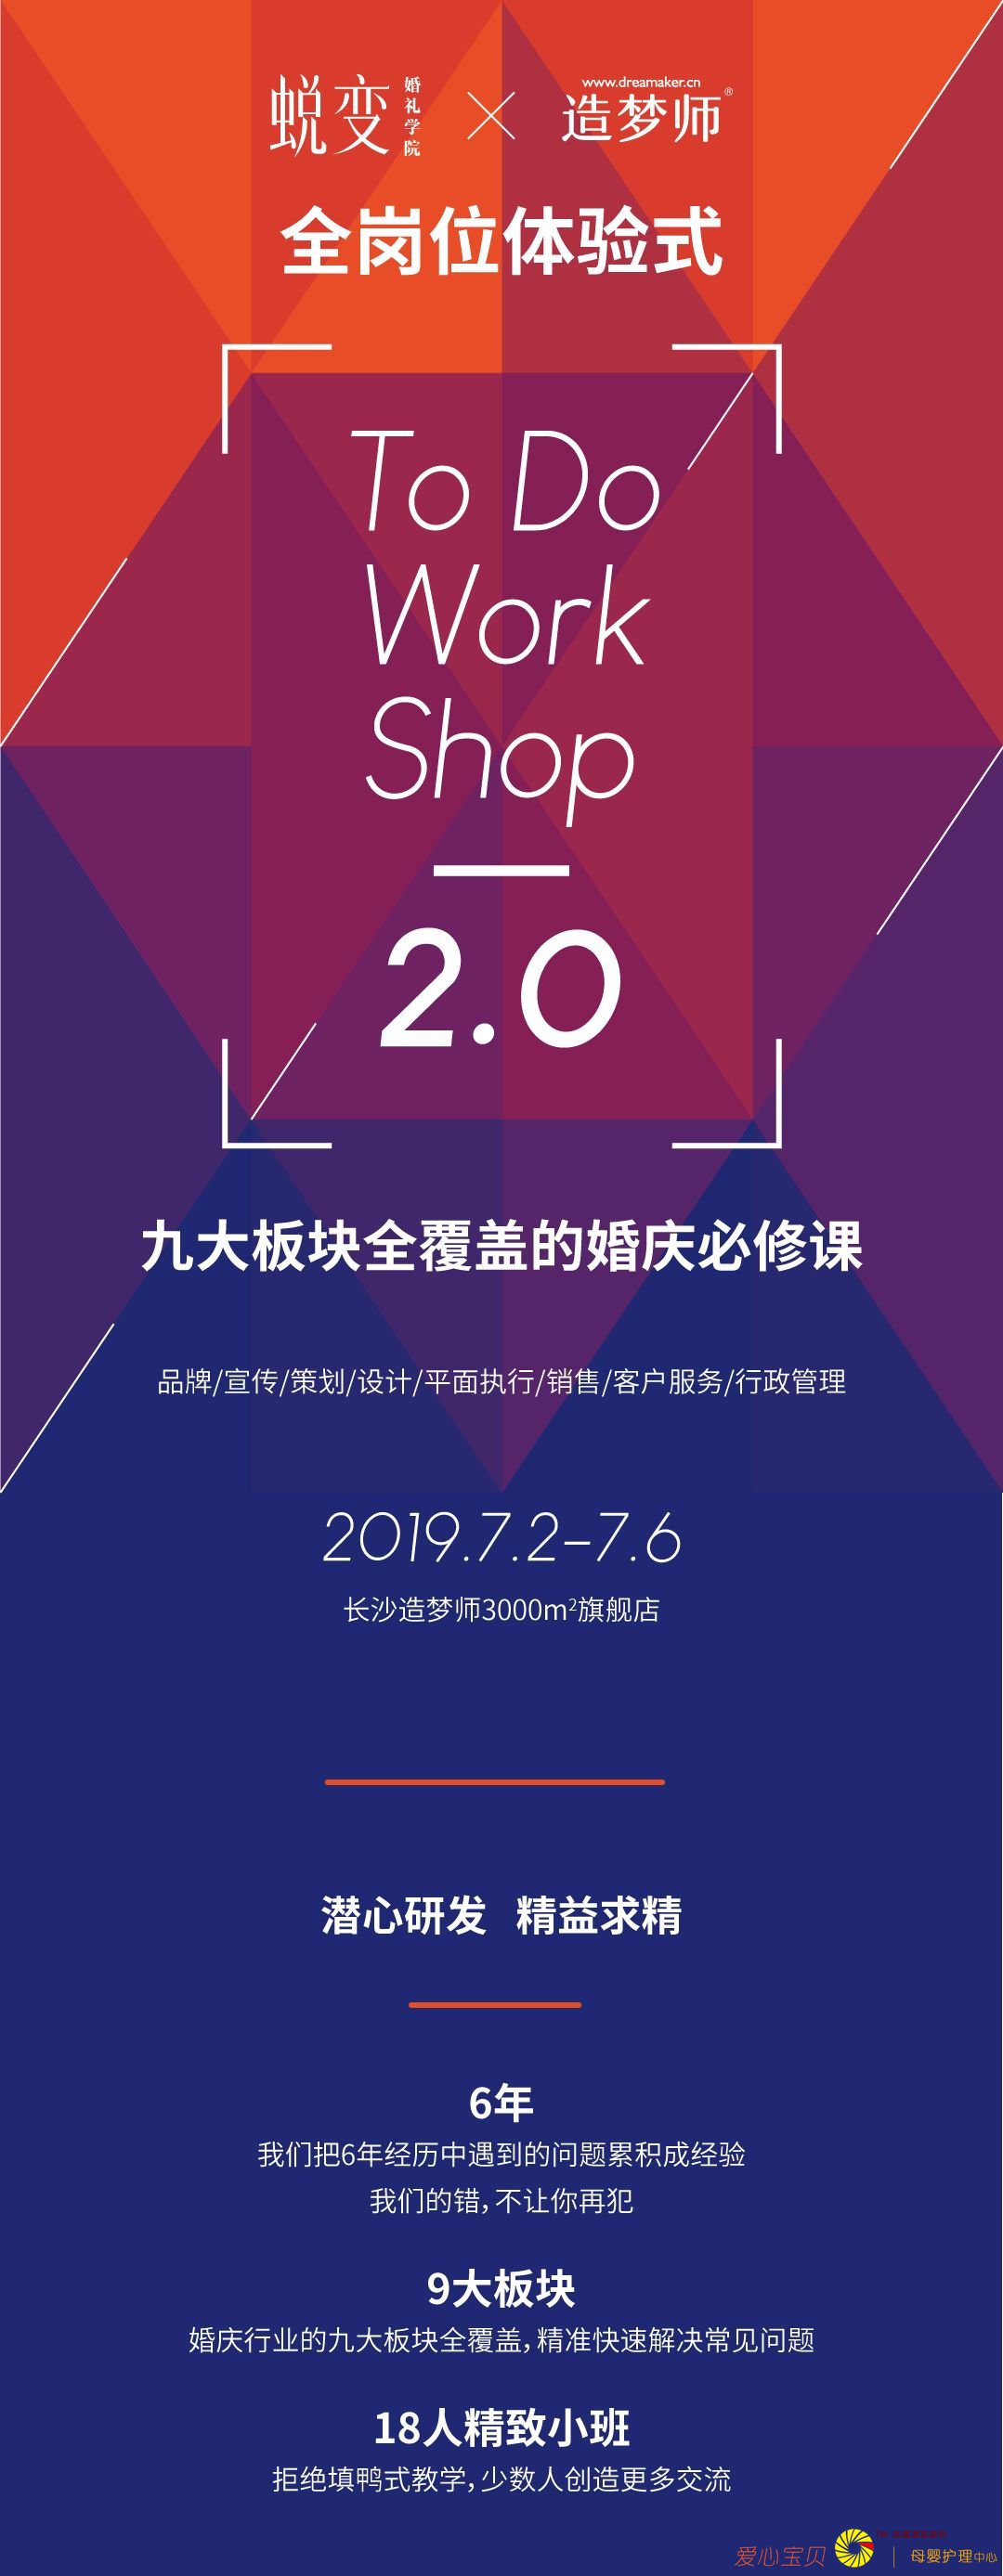 蜕变 婚礼学院
www.dreamaker.cn
造梦师®
全岗位体验式
To Do
Work
Shop
2.0
九大板块全覆盖的婚庆必修课
品牌/宣传/策划/设计/平面执行/销售/客户服务/行政管理
2019.7.2-7.6
长沙造梦师3000m²旗舰店
潜心研发 精益求精
6年
我们把6年经历中遇到的问题累积成经验
我们的错，不让你再犯
9大板块
婚庆行业的九大板块全覆盖，精准快速解决常见问题
18人精致小班
拒绝填鸭式教学，少数人创造更多交流
爱心宝贝 | 母婴护理中心